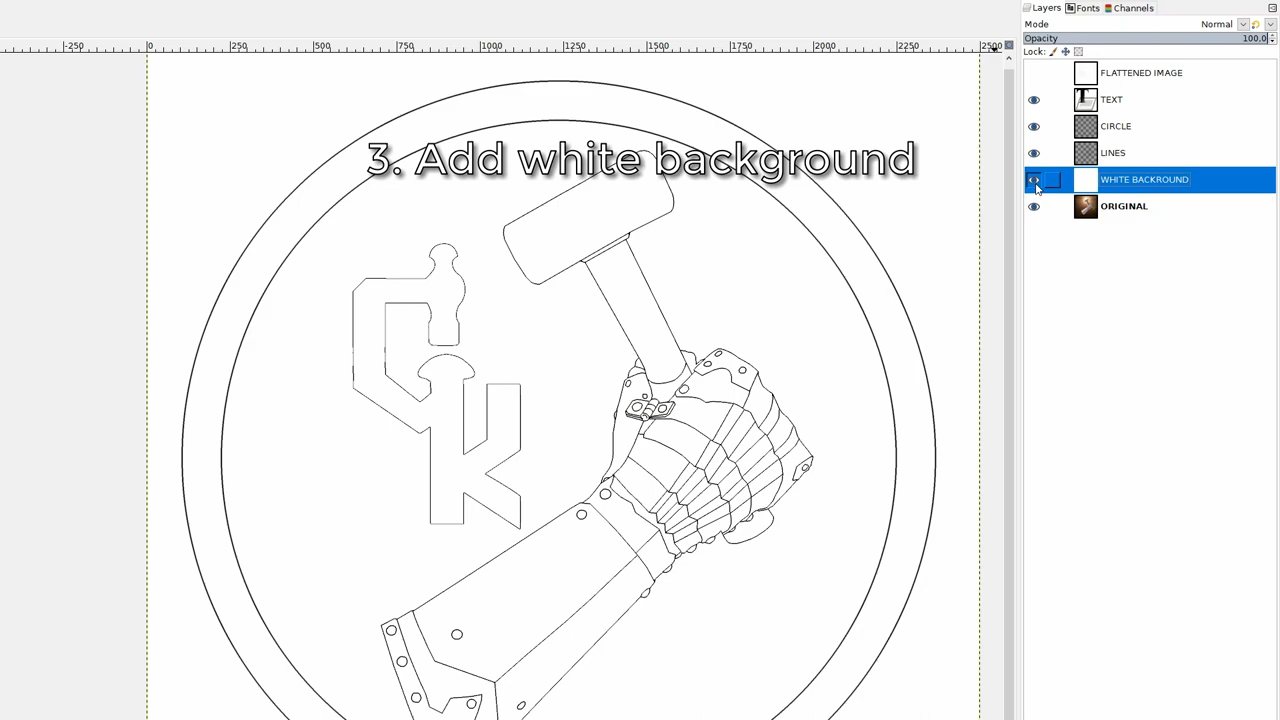 Layers Fonts Channels
Mode Normal
Opacity 100.0
Lock:
-250 0 250 500 750 1000 1250 1500 1750 2000 2250 2500
FLATTENED IMAGE
TEXT
CIRCLE
LINES
WHITE BACKROUND
ORIGINAL
3. Add white background
GK